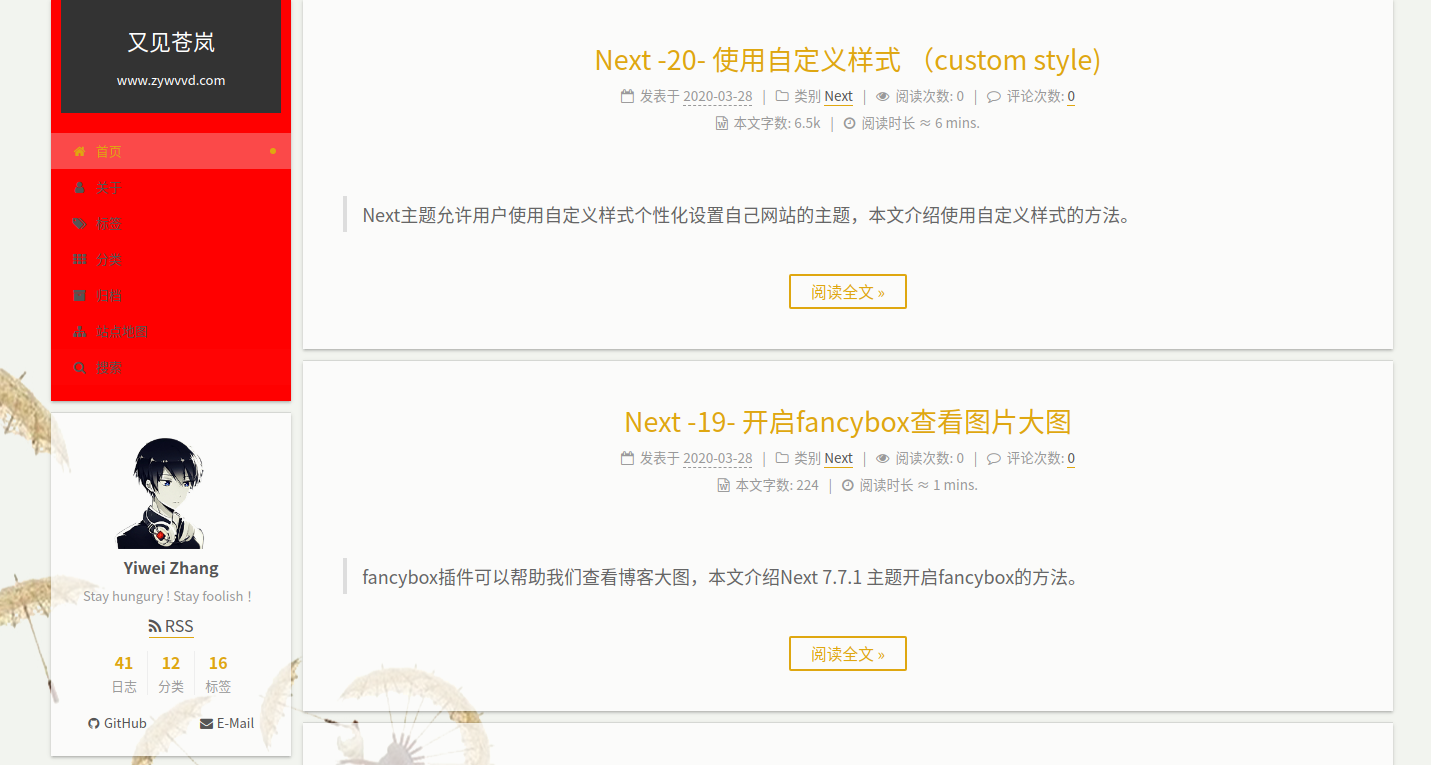 又见苍岚
www.zywvvd.com
首页
关于
标签
分类
归档
站点地图
搜索
Yiwei Zhang
Stay hungury ! Stay foolish !
RSS
41 12 16
日志 分类 标签
GitHub E-Mail
Next -20- 使用自定义样式 （custom style)
发表于 2020-03-28 | 类别 Next | 阅读次数: 0 | 评论次数: 0
本文字数: 6.5k | 阅读时长 ≈ 6 mins.
Next主题允许用户使用自定义样式个性化设置自己网站的主题，本文介绍使用自定义样式的方法。
阅读全文 »
Next -19- 开启fancybox查看图片大图
发表于 2020-03-28 | 类别 Next | 阅读次数: 0 | 评论次数: 0
本文字数: 224 | 阅读时长 ≈ 1 mins.
fancybox插件可以帮助我们查看博客大图，本文介绍Next 7.7.1 主题开启fancybox的方法。
阅读全文 »